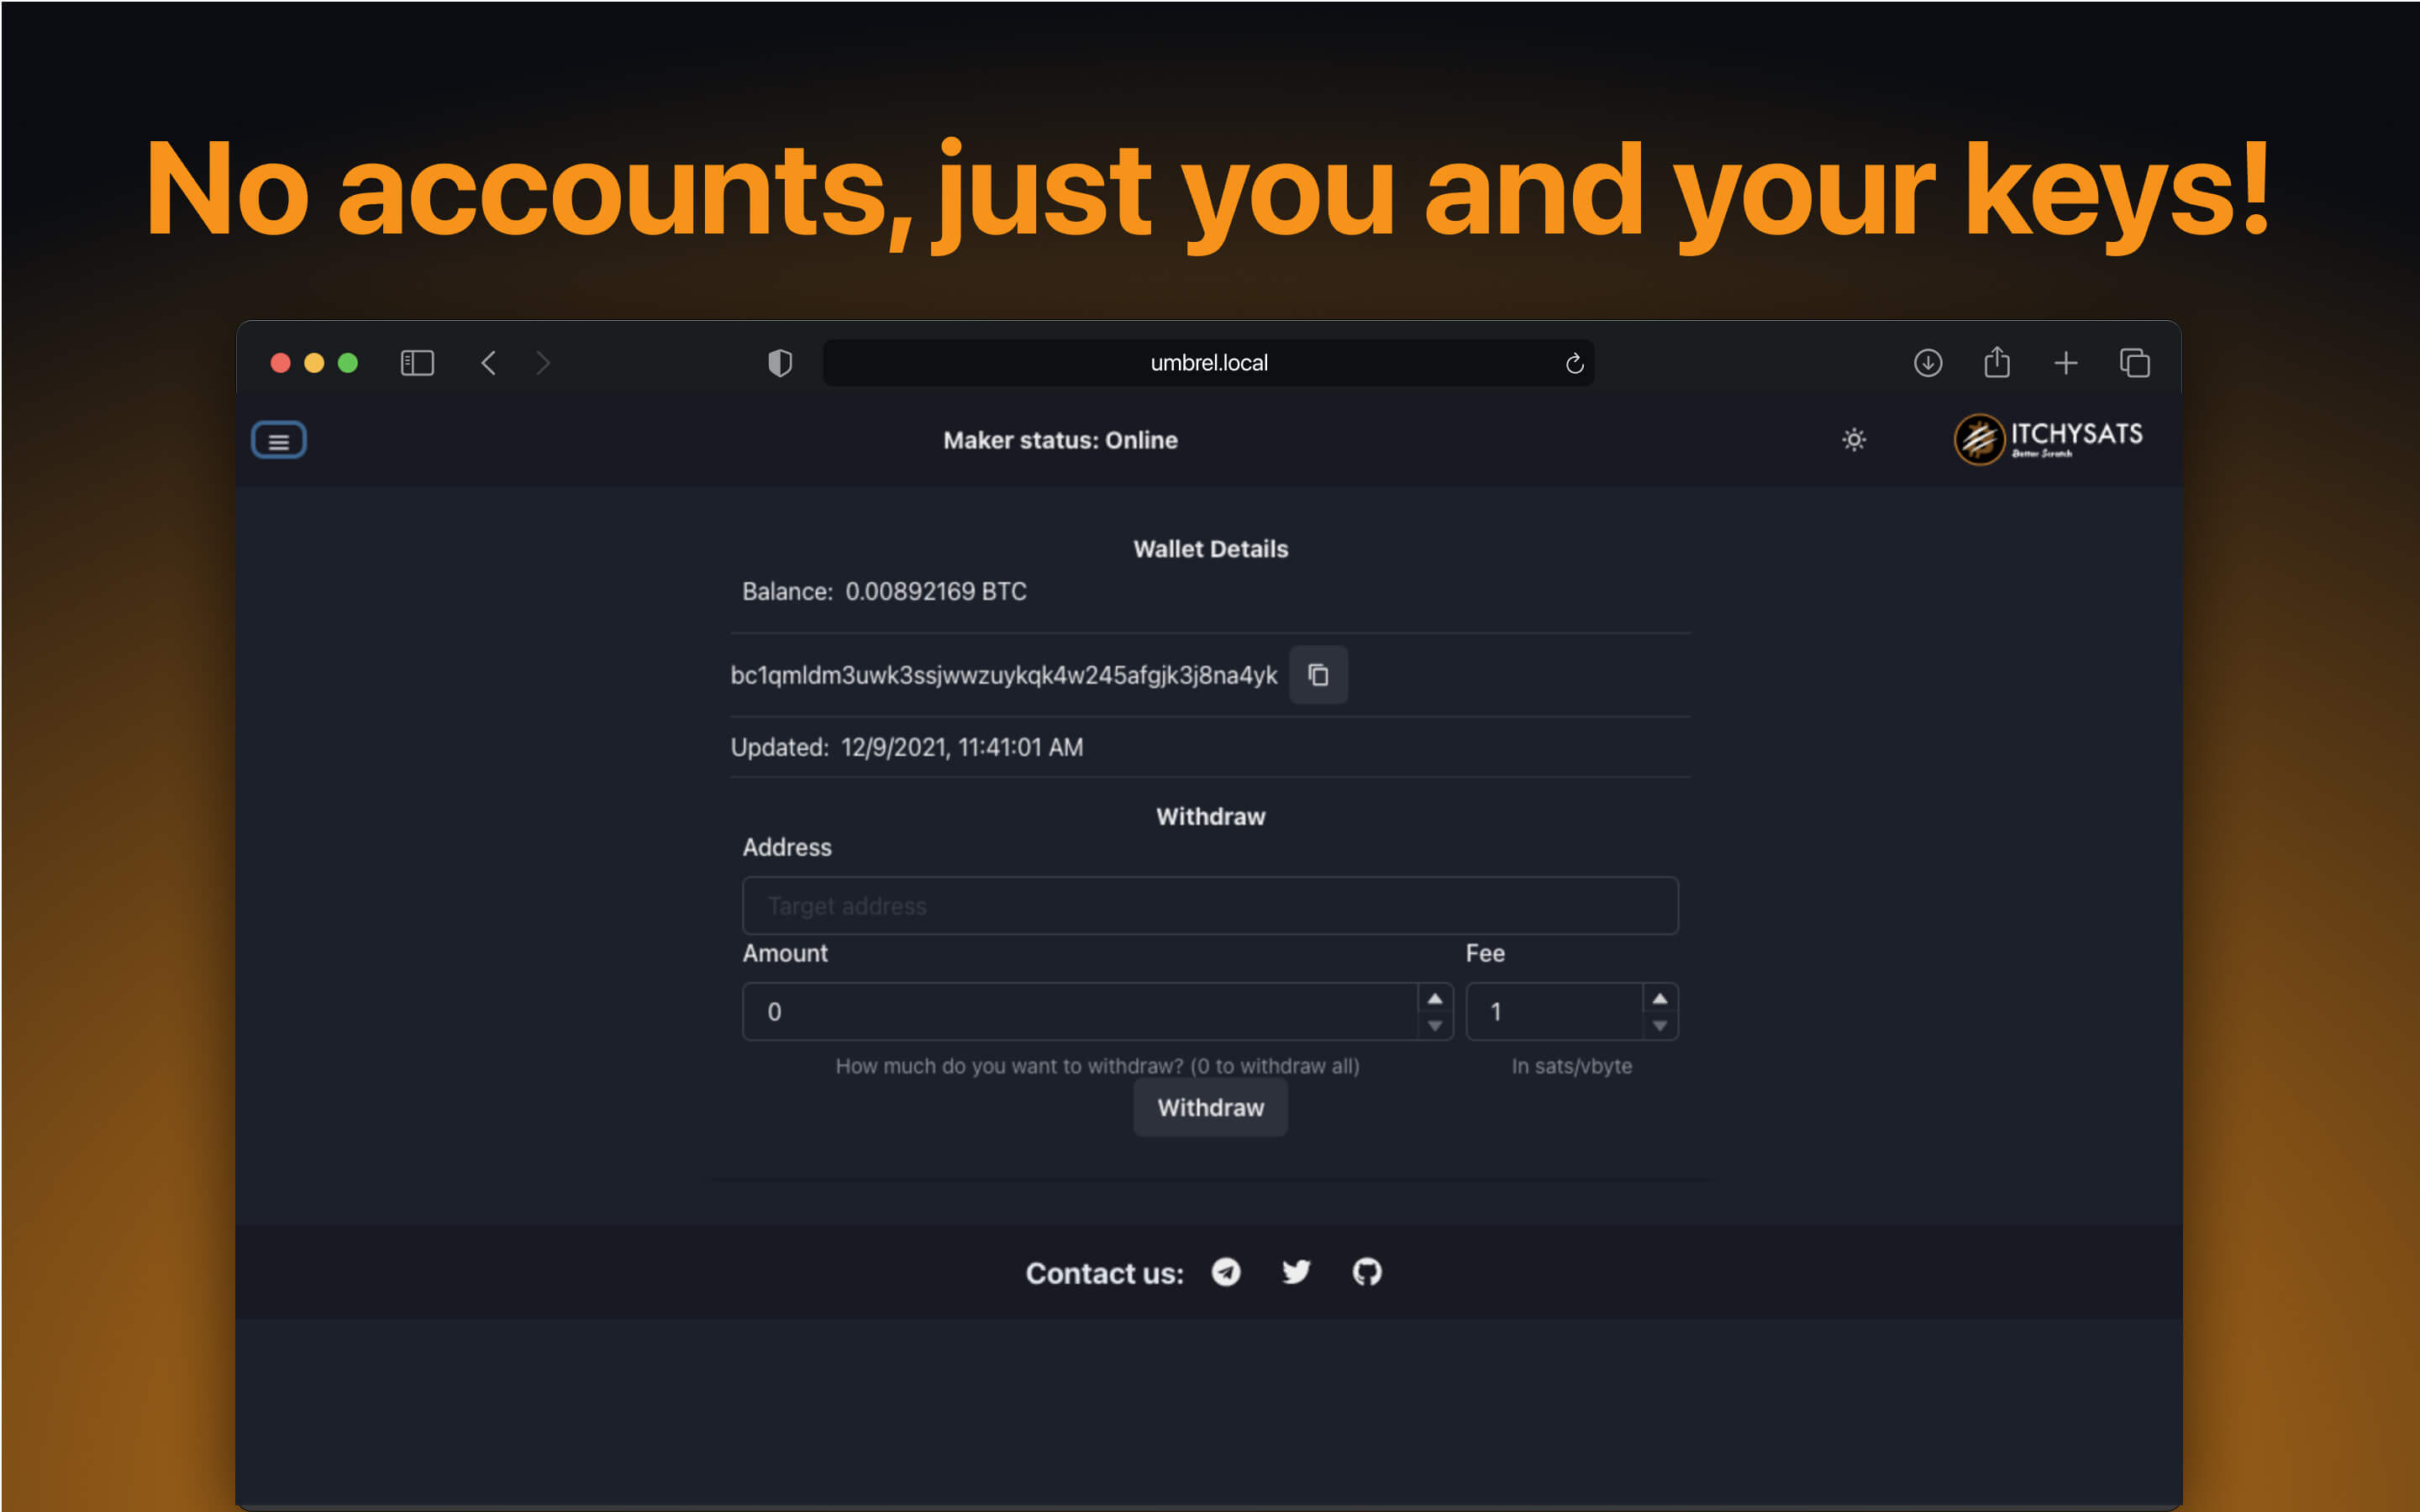 No accounts, just you and your keys!
umbrel.local
Maker status: Online
ITCHYSATS
Better Scratch
Wallet Details
Balance: 0.00892169 BTC
bc1qmldm3uwk3ssjwwzuykqk4w245afgjk3j8na4yk
Updated: 12/9/2021, 11:41:01 AM
Withdraw
Address
Target address
Amount
Fee
0
1
How much do you want to withdraw? (0 to withdraw all)
In sats/vbyte
Withdraw
Contact us: